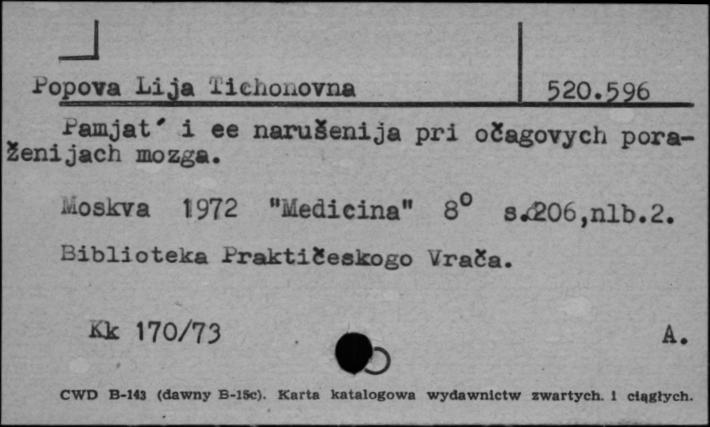 Popova Lija Tichonovna 520.596
Pamjat' i ee narušenija pri očagovych pora-
ženijach mozga.
Moskva 1972 "Medicina" 8° s.206,nlb.2.
Biblioteka Praktičeskogo Vrača.
Kk 170/73 A.
CWD B-143 (dawny B-15c). Karta katalogowa wydawnictw zwartych. i ciągłych.